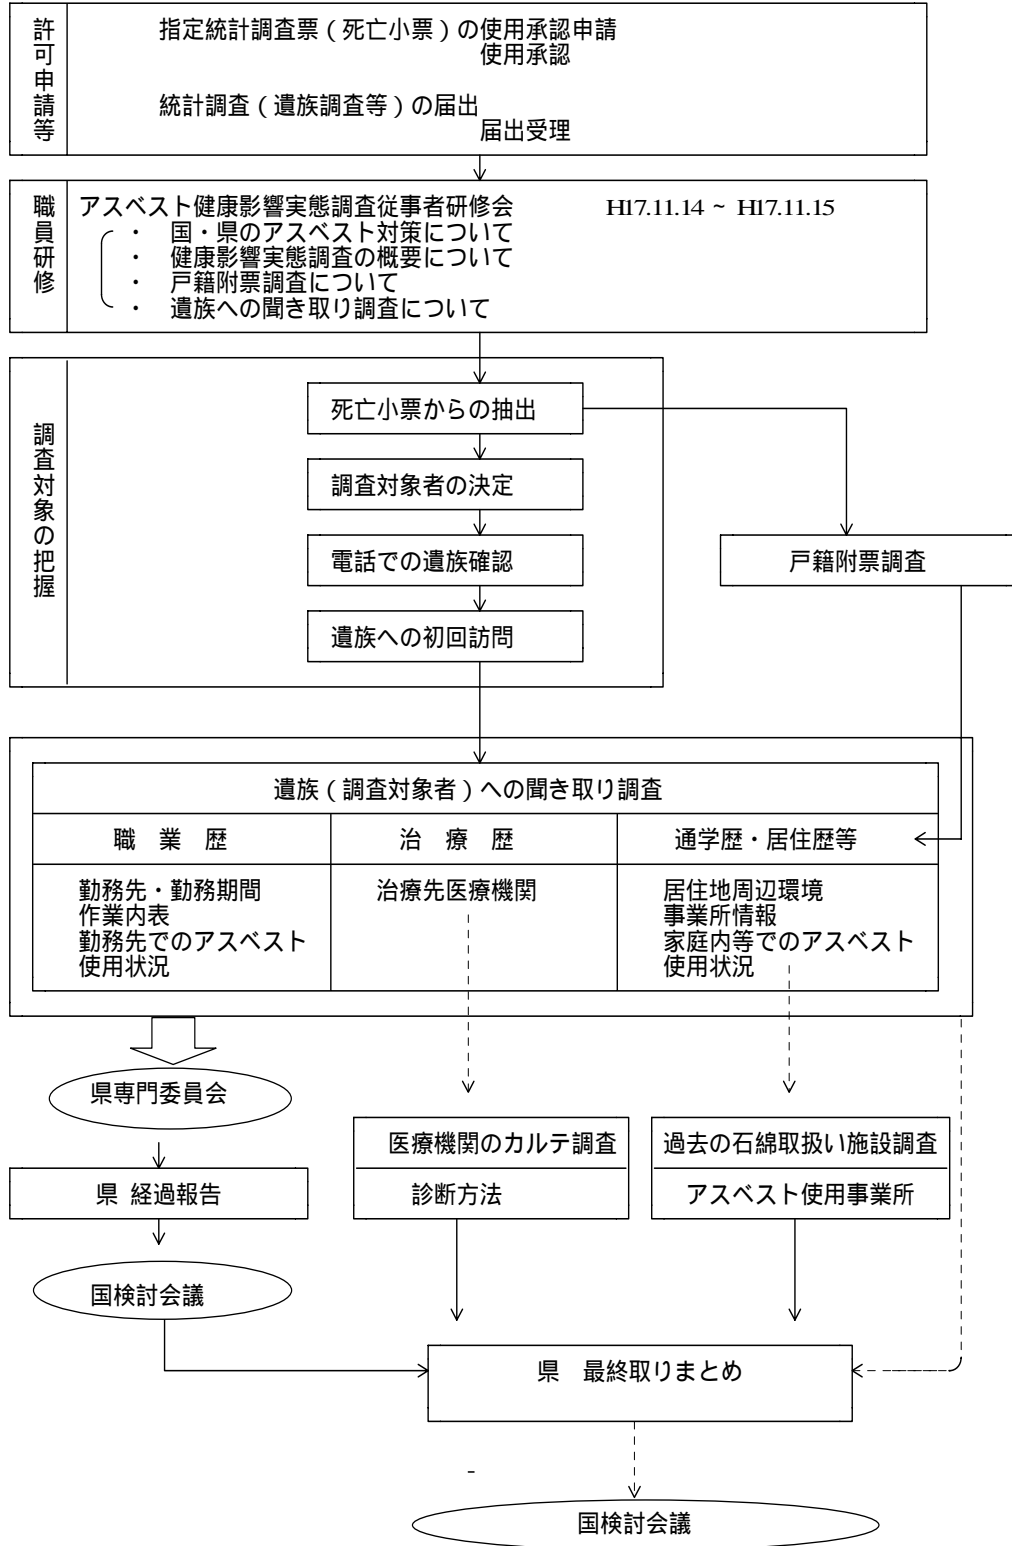 許可申請等
指定統計調査票（死亡小票）の使用承認申請
使用承認
統計調査（遺族調査等）の届出
届出受理
職員研修
アスベスト健康影響実態調査従事者研修会　H17.11.14 ~ H17.11.15
・ 国・県のアスベスト対策について
・ 健康影響実態調査の概要について
・ 戸籍附票調査について
・ 遺族への聞き取り調査について
調査対象の把握
死亡小票からの抽出
調査対象者の決定
電話での遺族確認
戸籍附票調査
遺族への初回訪問
遺族（調査対象者）への聞き取り調査
職　業　歴
勤務先・勤務期間
作業内表
勤務先でのアスベスト
使用状況
治　療　歴
治療先医療機関
通学歴・居住歴等
居住地周辺環境
事業所情報
家庭内等でのアスベスト
使用状況
県専門委員会
県 経過報告
国検討会議
医療機関のカルテ調査
診断方法
過去の石綿取扱い施設調査
アスベスト使用事業所
県　最終取りまとめ
-
国検討会議